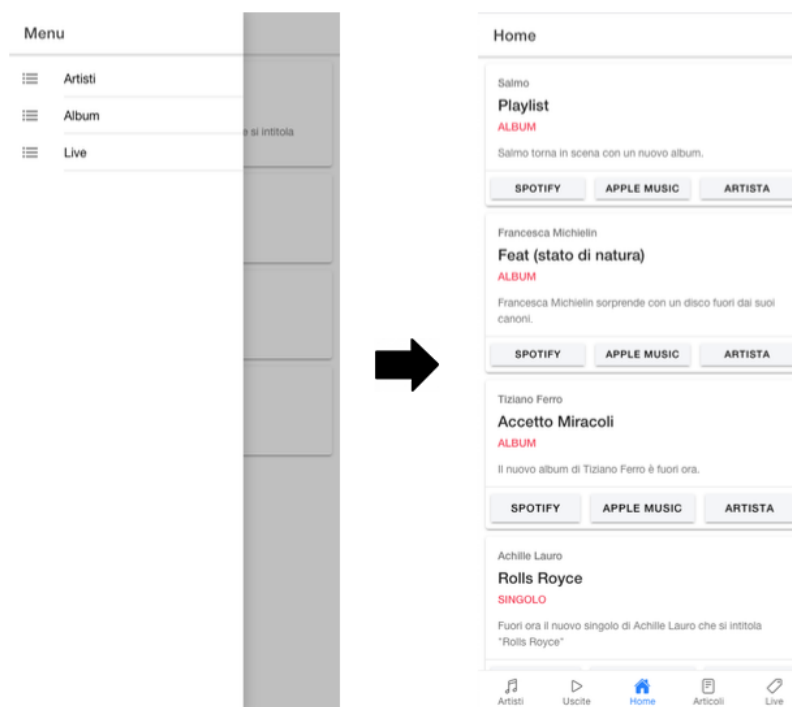 Menu
Artisti
Album
Live
e si intitola
Home
Salmo
Playlist
ALBUM
Salmo torna in scena con un nuovo album.
SPOTIFY APPLE MUSIC ARTISTA
Francesca Michielin
Feat (stato di natura)
ALBUM
Francesca Michielin sorprende con un disco fuori dai suoi
canoni.
SPOTIFY APPLE MUSIC ARTISTA
Tiziano Ferro
Accetto Miracoli
ALBUM
Il nuovo album di Tiziano Ferro è fuori ora.
SPOTIFY APPLE MUSIC ARTISTA
Achille Lauro
Rolls Royce
SINGOLO
Fuori ora il nuovo singolo di Achille Lauro che si intitola
"Rolls Royce"
Artisti Uscite Home Articoli Live